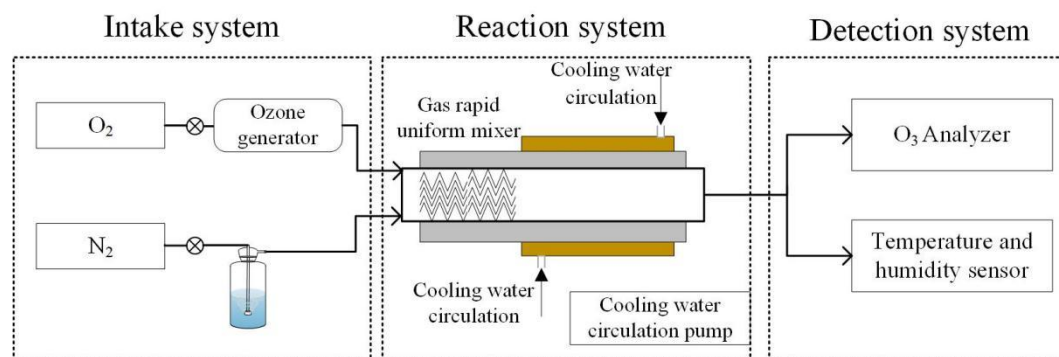 Intake system
Reaction system
Detection system
O₂
Ozone
generator
N₂
Gas rapid
uniform mixer
Cooling water
circulation
Cooling water
circulation
Cooling water
circulation pump
O₃ Analyzer
Temperature and
humidity sensor